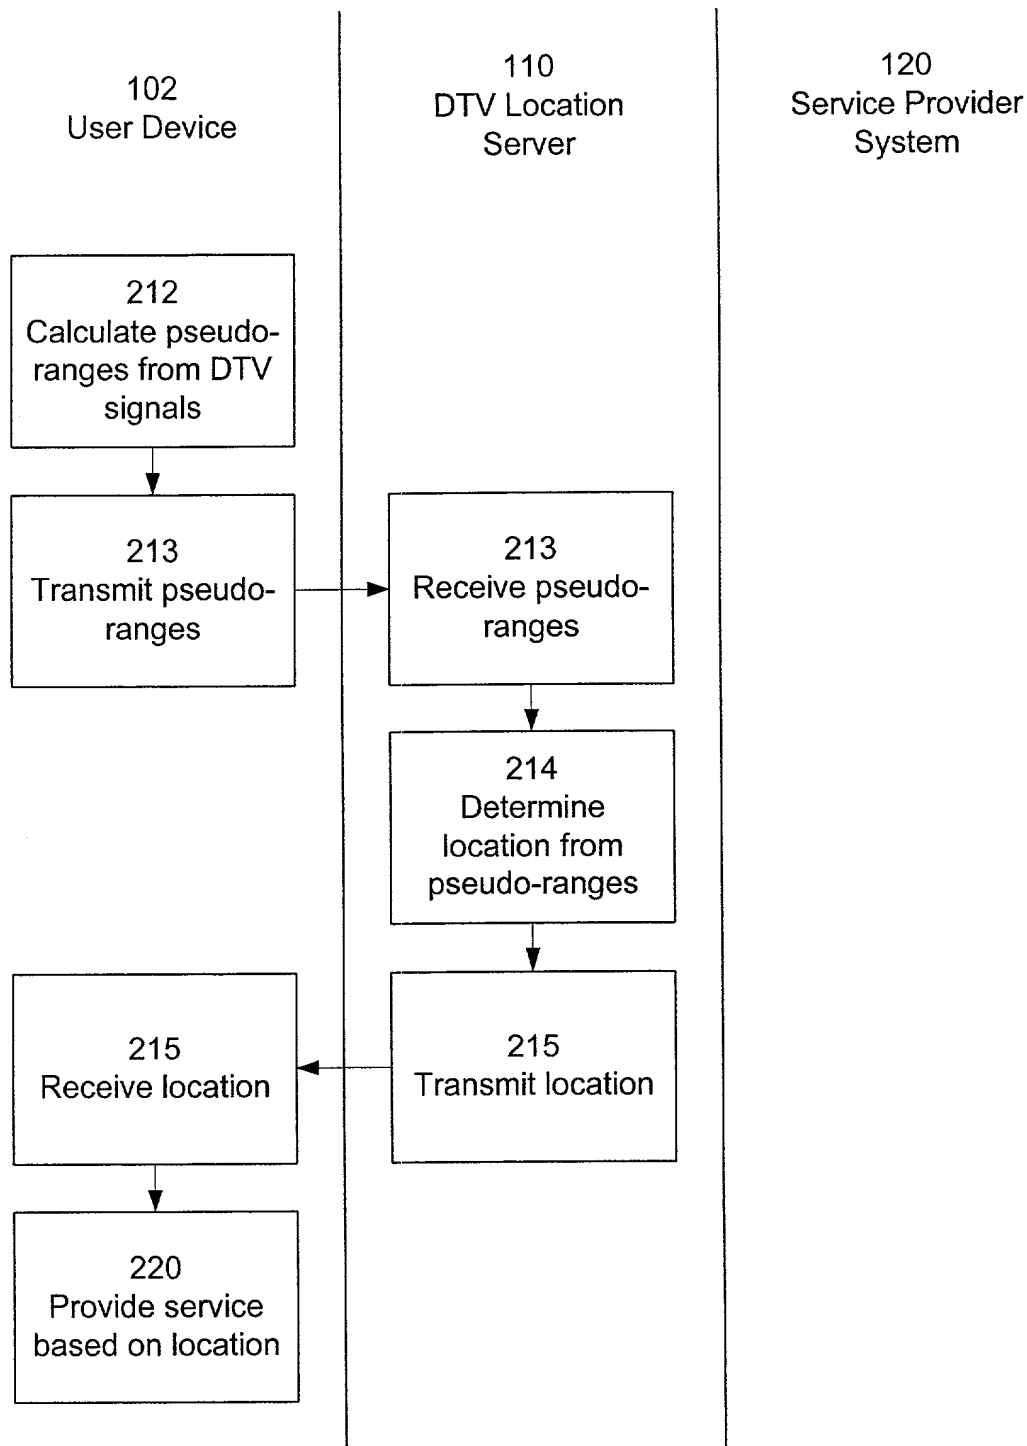 102
User Device
110
DTV Location
Server
120
Service Provider
System
212
Calculate pseudo-
ranges from DTV
signals
213
Transmit pseudo-
ranges
213
Receive pseudo-
ranges
214
Determine
location from
pseudo-ranges
215
Receive location
215
Transmit location
220
Provide service
based on location